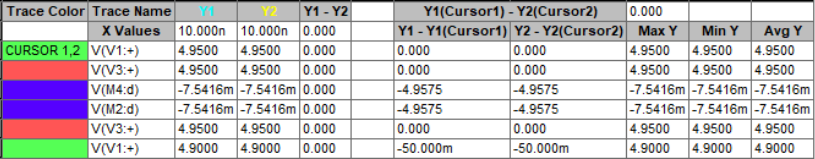 Trace Color Trace Name Y1 Y2 Y1 - Y2 Y1(Cursor1) - Y2(Cursor2) 0.000
X Values 10.000n 10.000n 0.000 Y1 - Y1(Cursor1) Y2 - Y2(Cursor2) Max Y Min Y Avg Y
CURSOR 1,2 V(V1:+) 4.9500 4.9500 0.000 0.000 0.000 4.9500 4.9500 4.9500
V(V3:+) 4.9500 4.9500 0.000 0.000 0.000 4.9500 4.9500 4.9500
V(M4:d) -7.5416m -7.5416m 0.000 -4.9575 -4.9575 -7.5416m -7.5416m -7.5416m
V(M2:d) -7.5416m -7.5416m 0.000 -4.9575 -4.9575 -7.5416m -7.5416m -7.5416m
V(V3:+) 4.9500 4.9500 0.000 0.000 0.000 4.9500 4.9500 4.9500
V(V1:+) 4.9000 4.9000 0.000 -50.000m -50.000m 4.9000 4.9000 4.9000